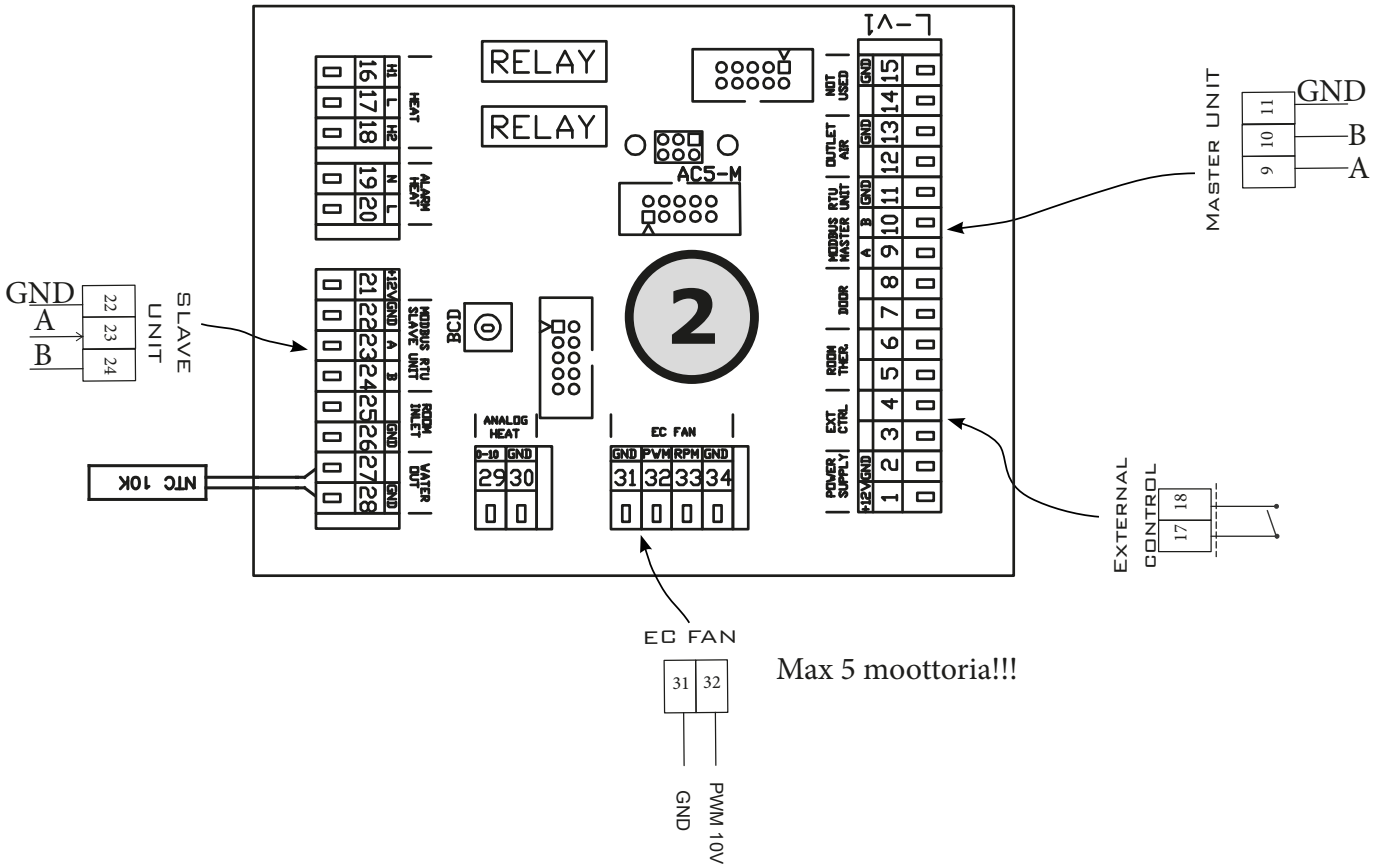 L-V1
RELAY
RELAY
AC5-M
2
BCD
0
16 H1
17 L
18 H2
HEAT
19 N
20 L
ALARM
HEAT
21 +12V
22 GND
23 A
24 B
MODBUS RTU
SLAVE UNIT
25
26 GND
ROOM
INLET
27
28 GND
WATER
OUT
NTC 10K
SLAVE
UNIT
GND 22
A 23
B 24
ANALOG
HEAT
0-10 GND
29 30
EC FAN
GND PWM RPM GND
31 32 33 34
NOT
USED
GND 15
14
OUTLET
AIR
GND 13
12
MODBUS RTU
MASTER UNIT
GND 11
B 10
A 9
DOOR
8
7
ROOM
THER.
6
5
EXT
CTRL
4
3
POWER
SUPPLY
GND 2
+12V 1
MASTER UNIT
11 GND
10 B
9 A
EXTERNAL
CONTROL
18
17
EC FAN
31 32
GND
PWM 10V
Max 5 moottoria!!!